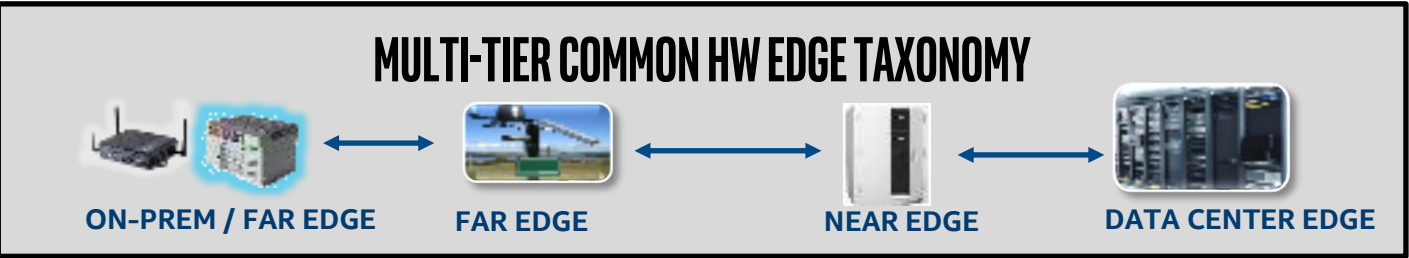 MULTI-TIER COMMON HW EDGE TAXONOMY
ON-PREM / FAR EDGE
FAR EDGE
NEAR EDGE
DATA CENTER EDGE